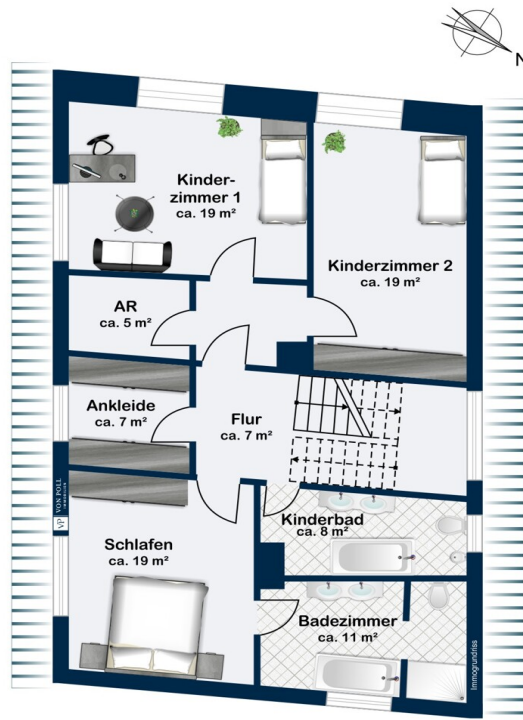 N
Kinder-
zimmer 1
ca. 19 m²
Kinderzimmer 2
ca. 19 m²
AR
ca. 5 m²
Ankleide
ca. 7 m²
Flur
ca. 7 m²
Kinderbad
ca. 8 m²
Schlafen
ca. 19 m²
Badezimmer
ca. 11 m²
VP VON POLL
IMMOBILIEN
Immogrundriss